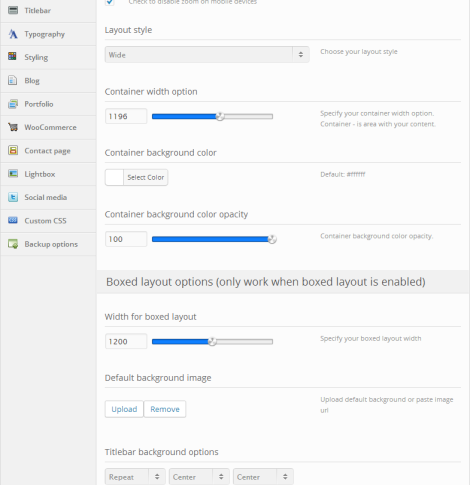 Titlebar
Typography
Styling
Blog
Portfolio
WooCommerce
Contact page
Lightbox
Social media
Custom CSS
Backup options
Check to disable zoom on mobile devices
Layout style
Wide
Choose your layout style
Container width option
1196
Specify your container width option.
Container - is area with your content.
Container background color
Select Color
Default: #ffffff
Container background color opacity
100
Container background color opacity.
Boxed layout options (only work when boxed layout is enabled)
Width for boxed layout
1200
Specify your boxed layout width
Default background image
Upload Remove
Upload default background or paste image
url
Titlebar background options
Repeat Center Center